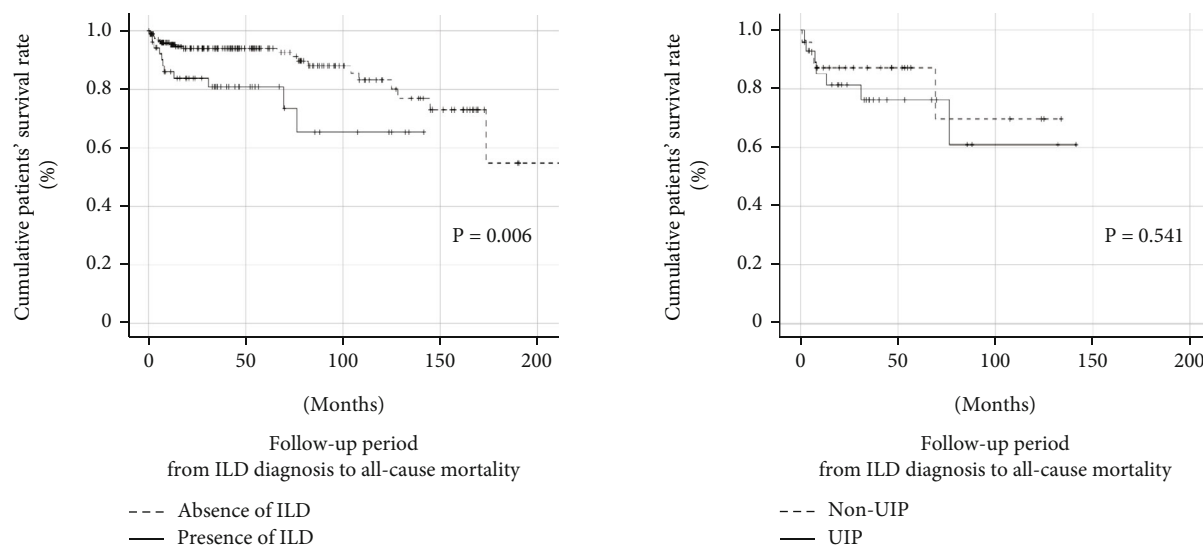 Cumulative patients' survival rate
(%)
1.0
0.8
0.6
0.4
0.2
0
P = 0.006
0 50 100 150 200
(Months)
Follow-up period
from ILD diagnosis to all-cause mortality
Absence of ILD
Presence of ILD
Cumulative patients' survival rate
(%)
1.0
0.8
0.6
0.4
0.2
0
P = 0.541
0 50 100 150 200
(Months)
Follow-up period
from ILD diagnosis to all-cause mortality
Non-UIP
UIP